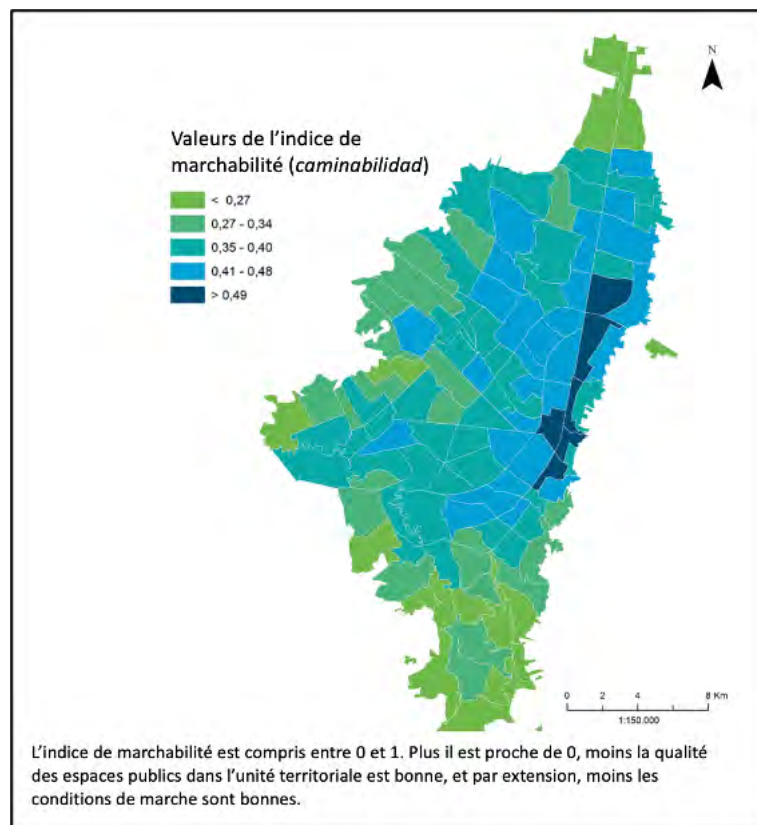 N
Valeurs de l’indice de
marchabilité (caminabilidad)
< 0,27
0,27 - 0,34
0,35 - 0,40
0,41 - 0,48
> 0,49
0 2 4 8 Km
1:150.000
L’indice de marchabilité est compris entre 0 et 1. Plus il est proche de 0, moins la qualité
des espaces publics dans l’unité territoriale est bonne, et par extension, moins les
conditions de marche sont bonnes.